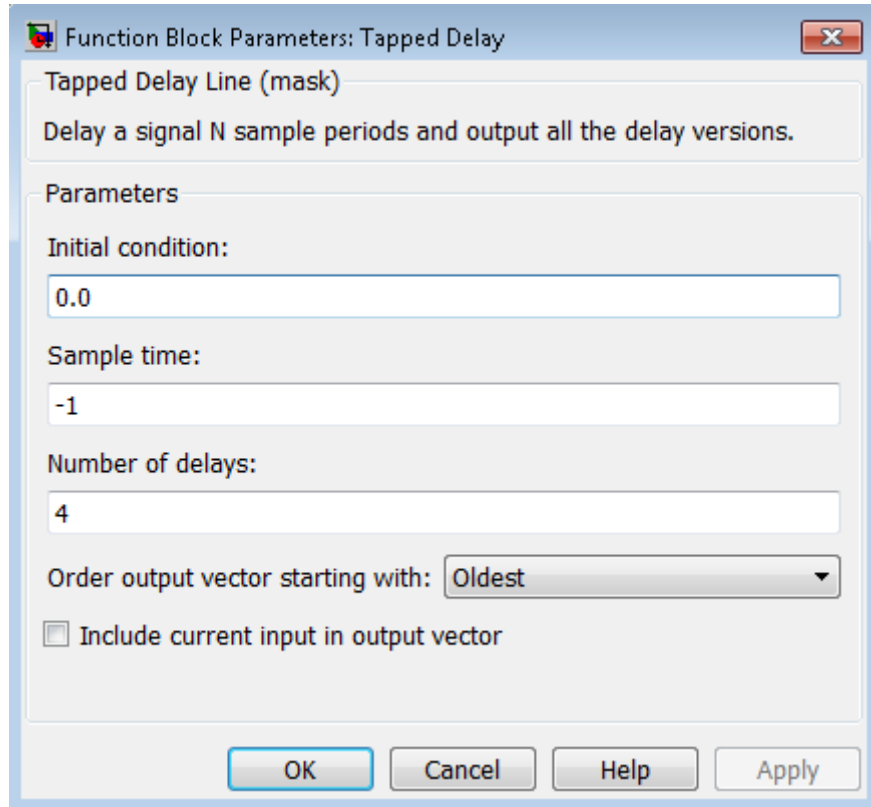 Function Block Parameters: Tapped Delay
Tapped Delay Line (mask)
Delay a signal N sample periods and output all the delay versions.
Parameters
Initial condition:
0.0
Sample time:
-1
Number of delays:
4
Order output vector starting with: Oldest
Include current input in output vector
OK Cancel Help Apply